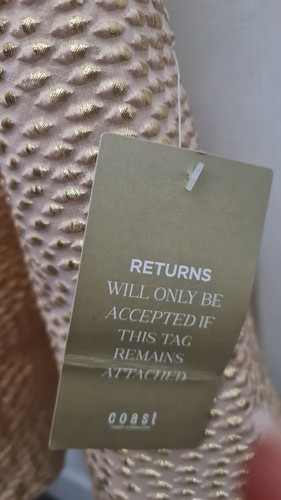 RETURNS
WILL ONLY BE
ACCEPTED IF
THIS TAG
REMAINS
ATTACHED
coast